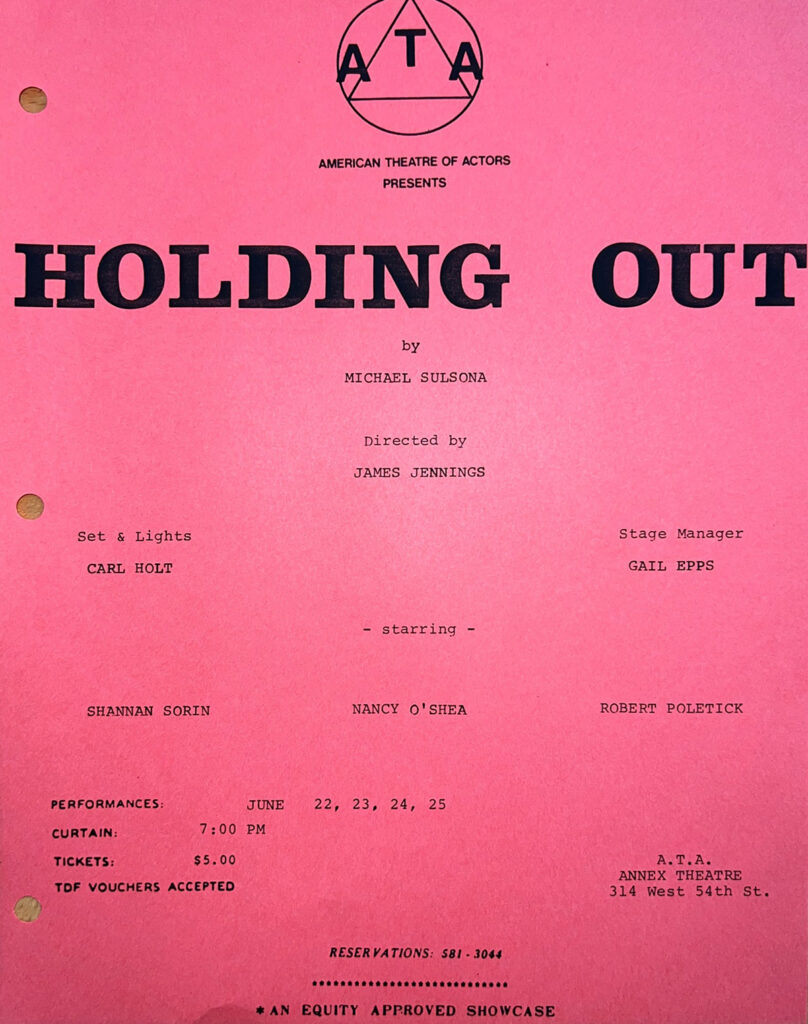 A T A
AMERICAN THEATRE OF ACTORS
PRESENTS
HOLDING OUT
by
MICHAEL SULSONA
Directed by
JAMES JENNINGS
Set & Lights
CARL HOLT
Stage Manager
GAIL EPPS
- starring -
SHANNAN SORIN NANCY O'SHEA ROBERT POLETICK
PERFORMANCES: JUNE 22, 23, 24, 25
CURTAIN: 7:00 PM
TICKETS: $5.00
TDF VOUCHERS ACCEPTED
A.T.A.
ANNEX THEATRE
314 West 54th St.
RESERVATIONS: 581-3044
*AN EQUITY APPROVED SHOWCASE